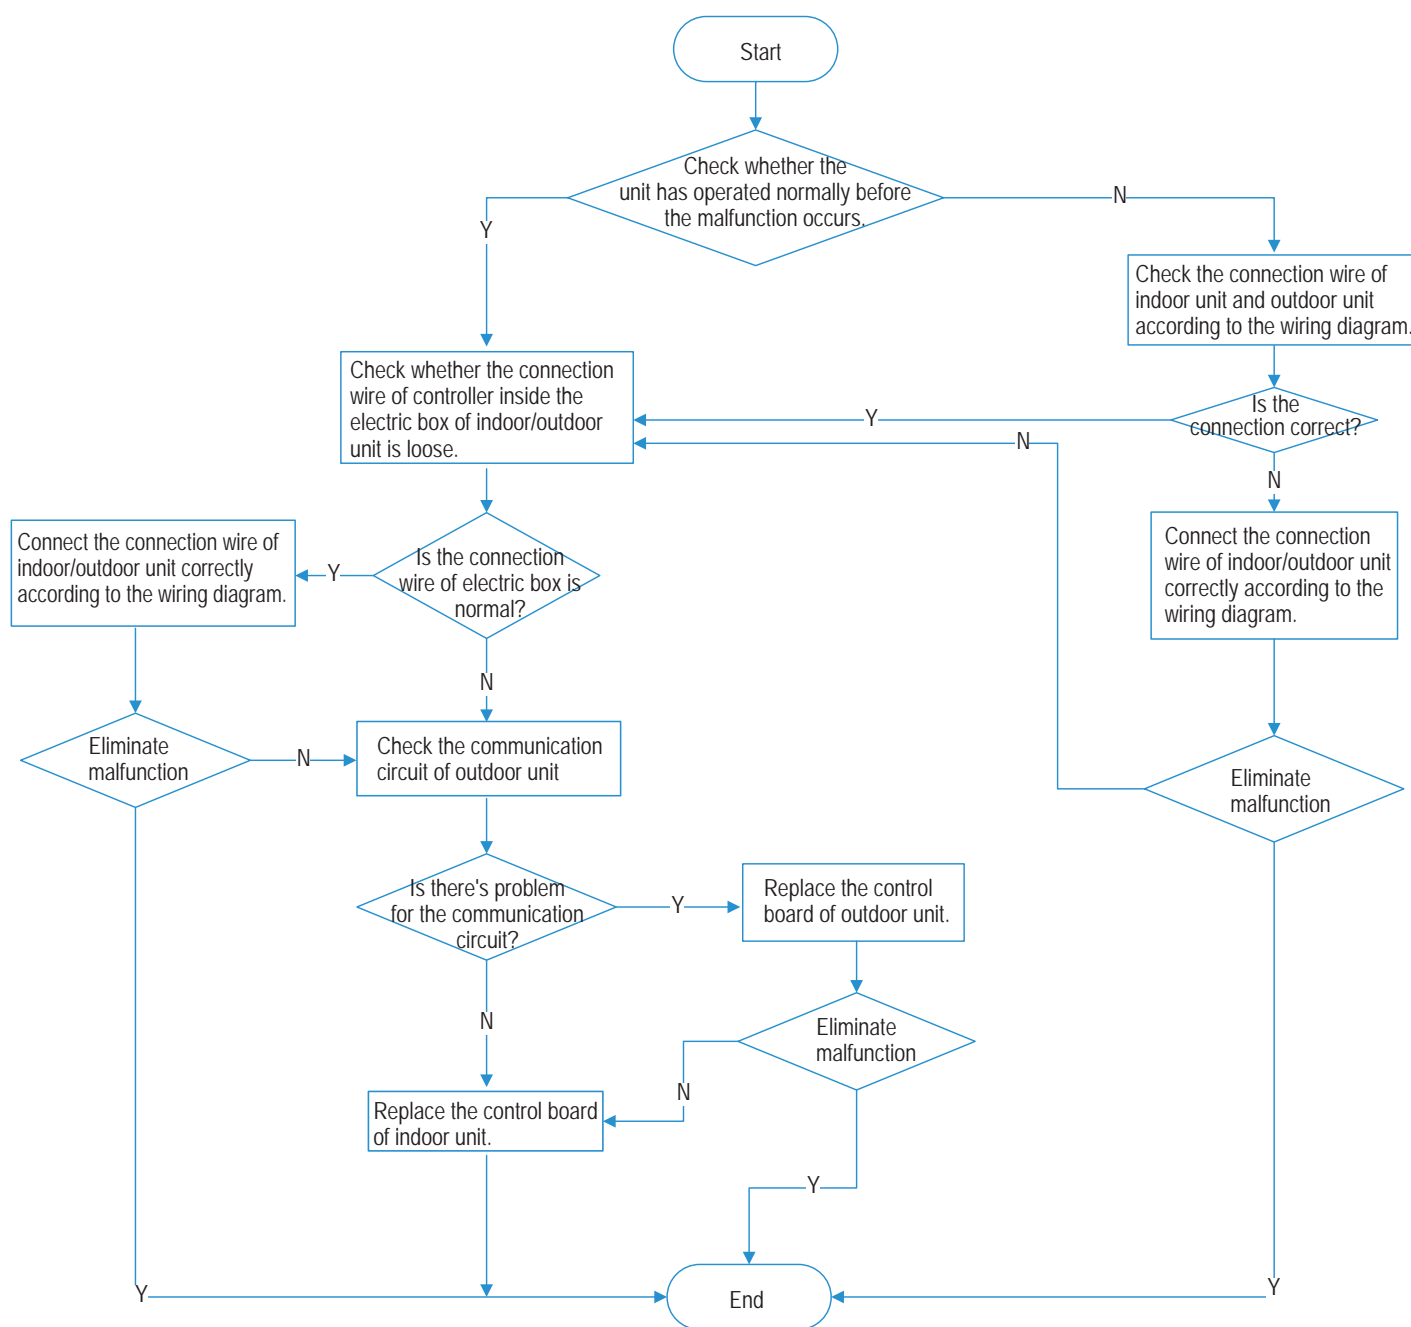 Start
Check whether the
unit has operated normally before
the malfunction occurs.
N
Y
Check the connection wire of
indoor unit and outdoor unit
according to the wiring diagram.
Check whether the connection
wire of controller inside the
electric box of indoor/outdoor
unit is loose.
Y
Is the
connection correct?
N
N
Connect the connection wire of
indoor/outdoor unit correctly
according to the wiring diagram.
Y
Is the connection
wire of electric box is
normal?
Connect the connection
wire of indoor/outdoor unit
correctly according to the
wiring diagram.
N
Eliminate
malfunction
N
Check the communication
circuit of outdoor unit
Eliminate
malfunction
Is there's problem
for the communication
circuit?
Y
Replace the control
board of outdoor unit.
N
Eliminate
malfunction
N
Replace the control board
of indoor unit.
Y
Y
End
Y